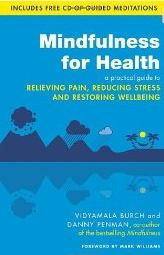 INCLUDES FREE CD OF GUIDED MEDITATIONS
Mindfulness
for Health
a practical guide to
RELIEVING PAIN, REDUCING STRESS
AND RESTORING WELLBEING
VIDYAMALA BURCH and
DANNY PENMAN, co-author
of the bestselling Mindfulness
FOREWORD BY MARK WILLIAMS